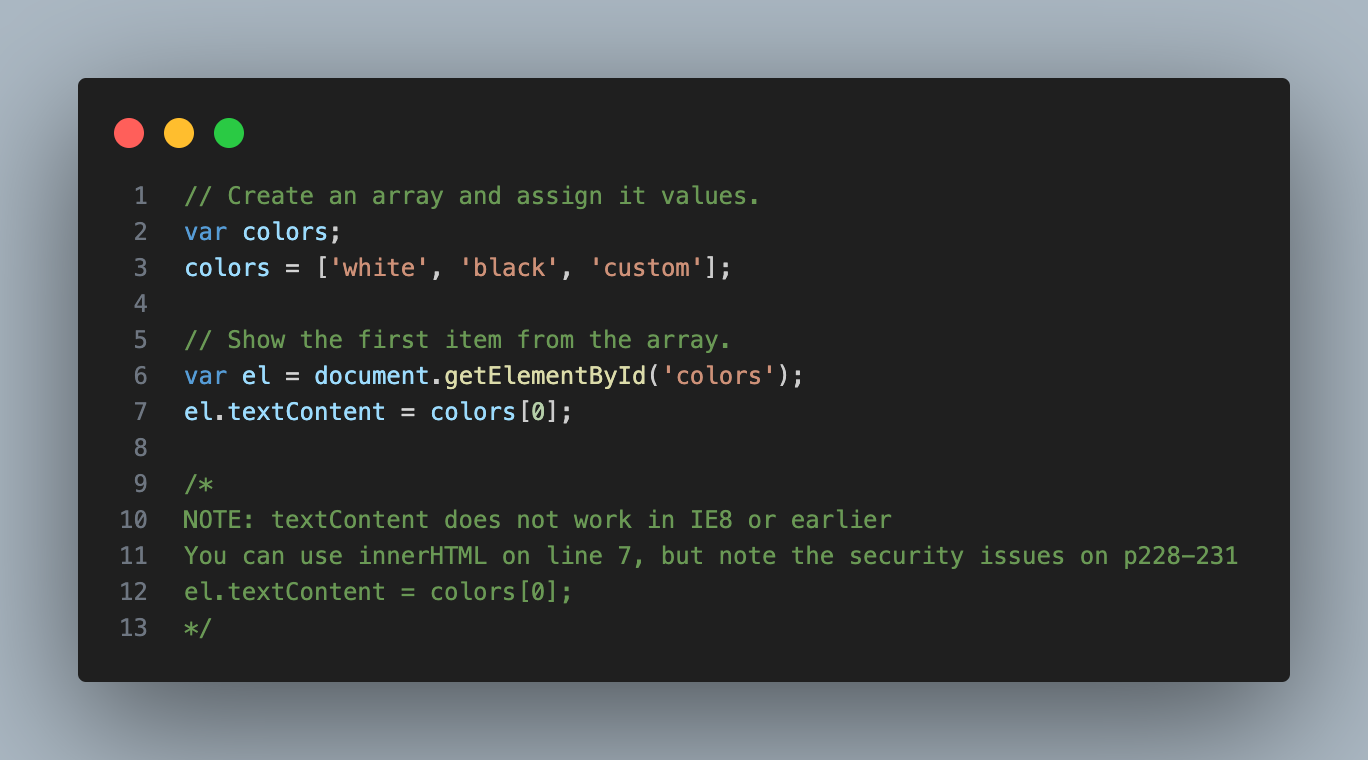 1 // Create an array and assign it values.
2 var colors;
3 colors = ['white', 'black', 'custom'];
4
5 // Show the first item from the array.
6 var el = document.getElementById('colors');
7 el.textContent = colors[0];
8
9 /*
10 NOTE: textContent does not work in IE8 or earlier
11 You can use innerHTML on line 7, but note the security issues on p228-231
12 el.textContent = colors[0];
13 */